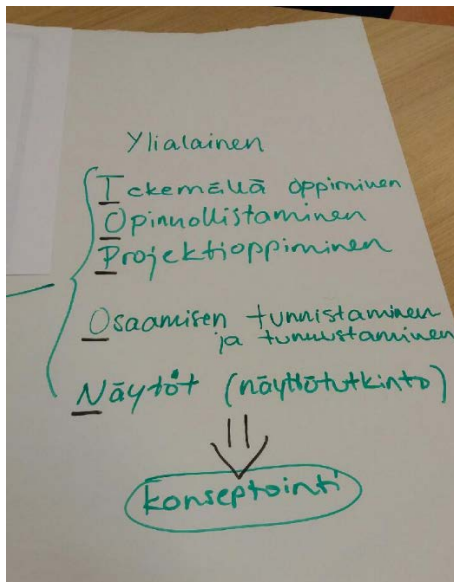 Ylialainen
Tekemällä oppiminen
Opinnollistaminen
Projektioppiminen
Osaamisen tunnistaminen
ja tunnustaminen
Näytöt (näyttötutkinto)
Konseptointi